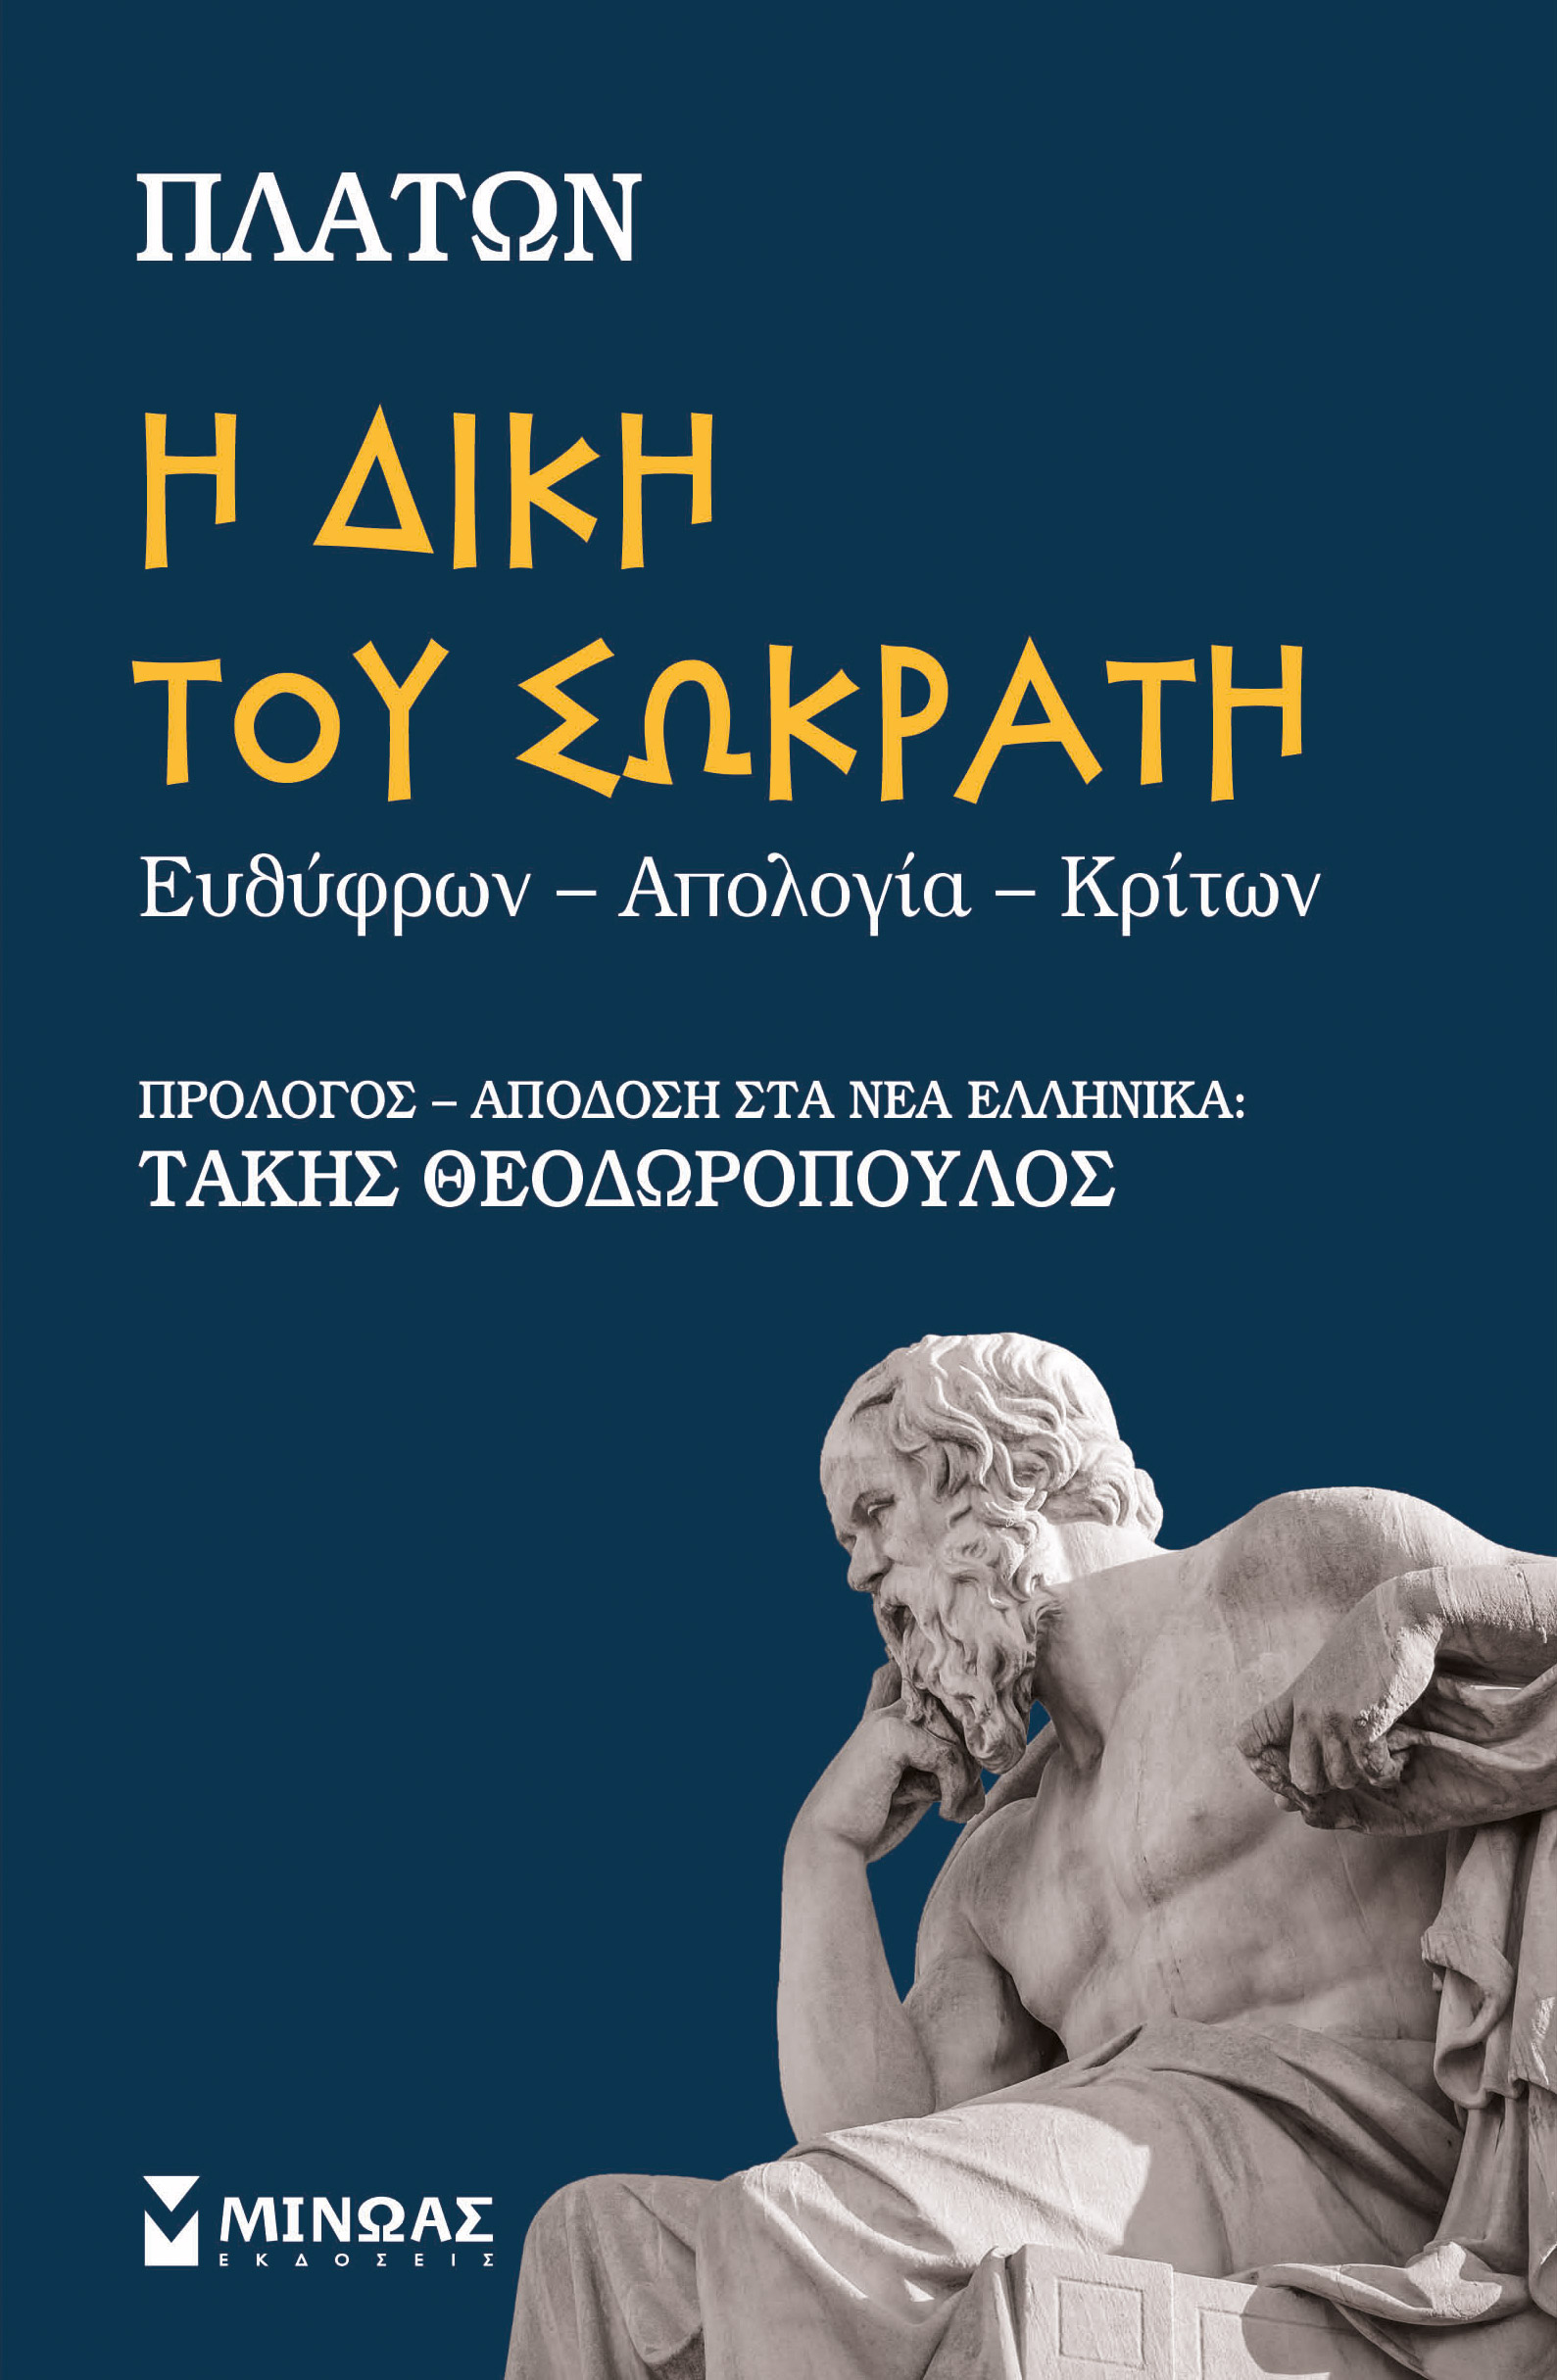 ΠΛΑΤΩΝ
Η ΔΙΚΗ
ΤΟΥ ΣΩΚΡΑΤΗ
Ευθύφρων – Απολογία – Κρίτων
ΠΡΟΛΟΓΟΣ – ΑΠΟΔΟΣΗ ΣΤΑ ΝΕΑ ΕΛΛΗΝΙΚΑ:
ΤΑΚΗΣ ΘΕΟΔΩΡΟΠΟΥΛΟΣ
ΜΙΝΩΑΣ
ΕΚΔΟΣΕΙΣ